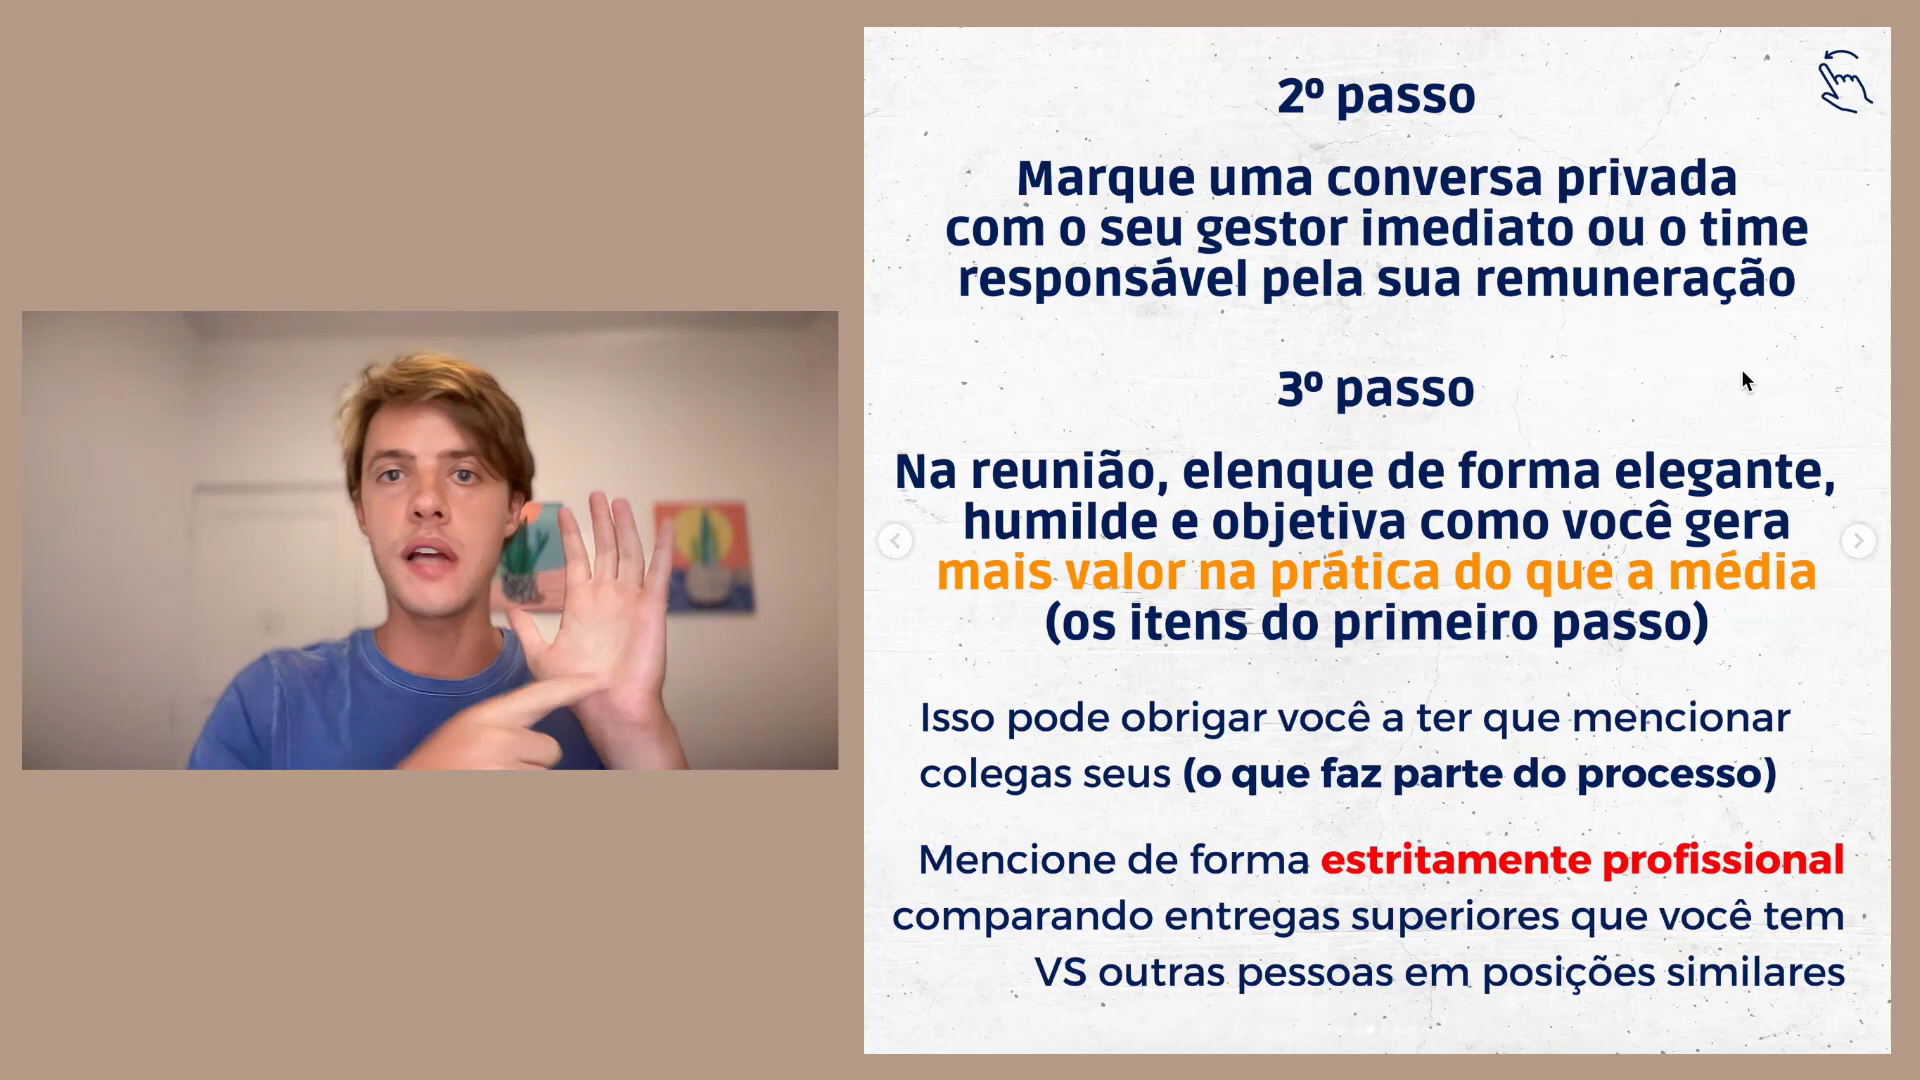 2º passo
Marque uma conversa privada
com o seu gestor imediato ou o time
responsável pela sua remuneração
3º passo
Na reunião, elenque de forma elegante,
humilde e objetiva como você gera
mais valor na prática do que a média
(os itens do primeiro passo)
Isso pode obrigar você a ter que mencionar
colegas seus (o que faz parte do processo)
Mencione de forma estritamente profissional
comparando entregas superiores que você tem
VS outras pessoas em posições similares